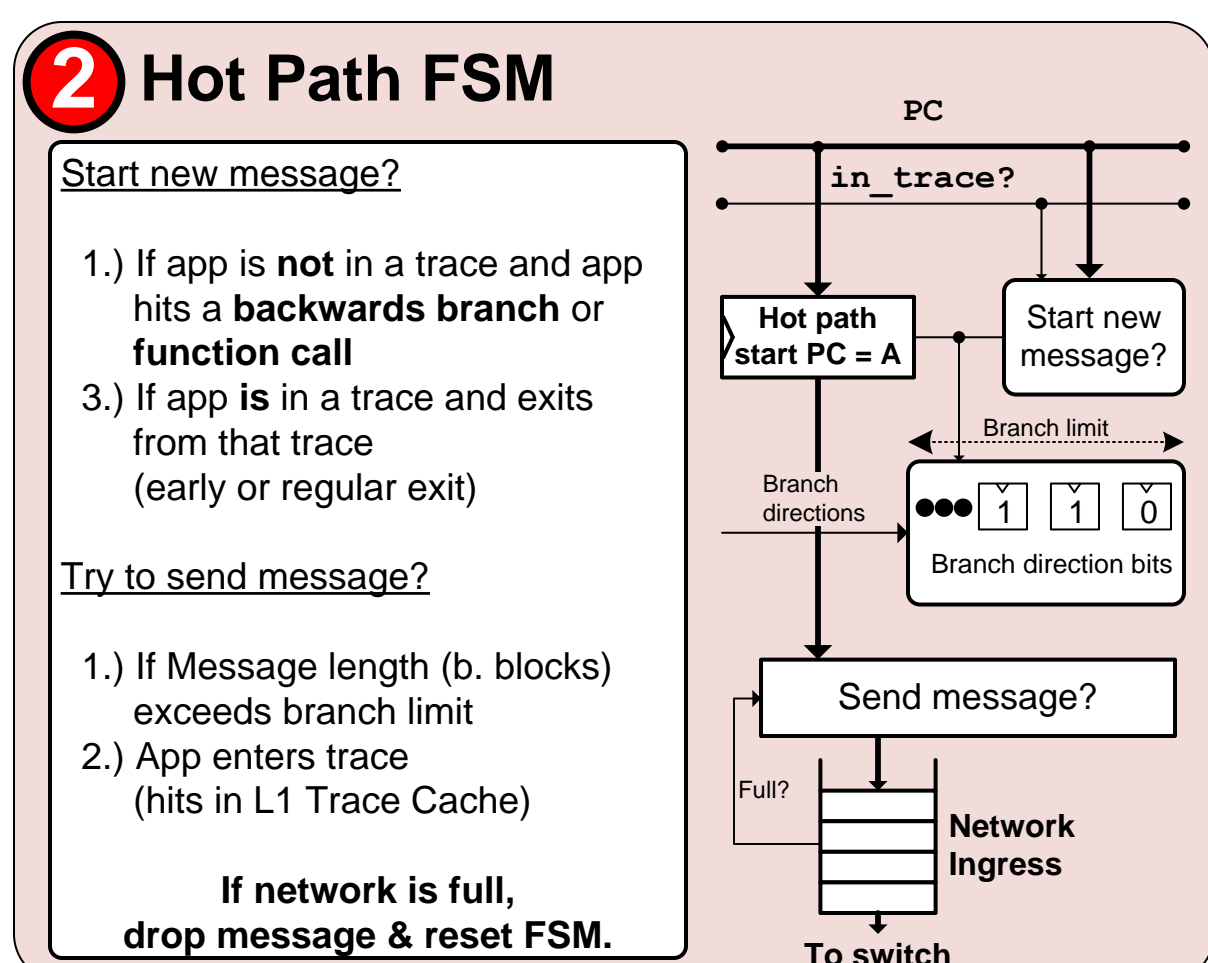 2 Hot Path FSM
Start new message?
1.) If app is not in a trace and app
hits a backwards branch or
function call
3.) If app is in a trace and exits
from that trace
(early or regular exit)
Try to send message?
1.) If Message length (b. blocks)
exceeds branch limit
2.) App enters trace
(hits in L1 Trace Cache)
If network is full,
drop message & reset FSM.
PC
in_trace?
Hot path
start PC = A
Start new
message?
Branch limit
Branch
directions
1 1 0
Branch direction bits
Send message?
Full?
Network
Ingress
To switch